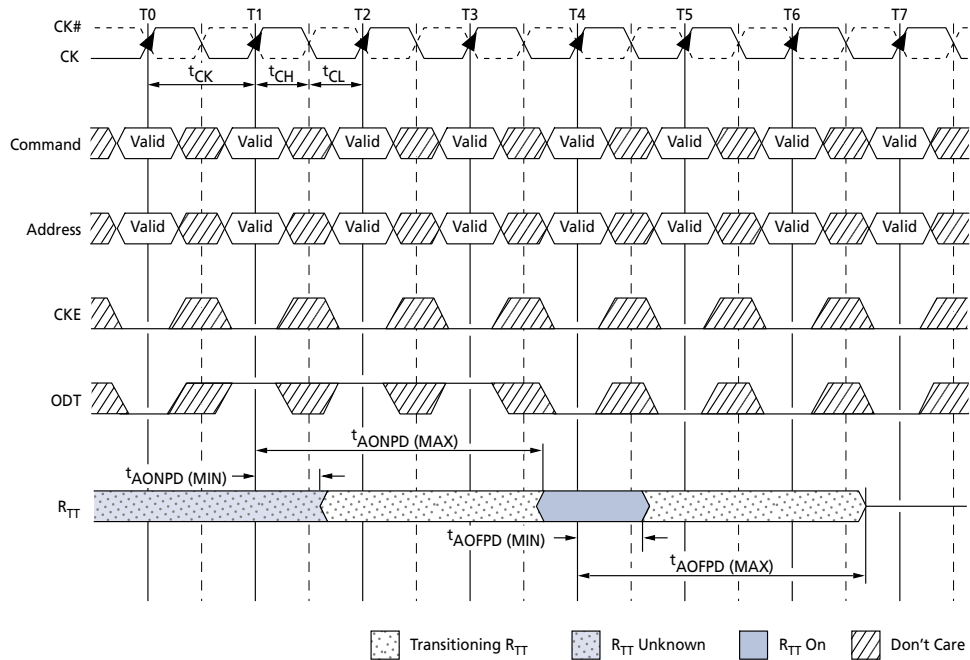 T0 T1 T2 T3 T4 T5 T6 T7
CK#
CK
tCK tCH tCL
Command Valid Valid Valid Valid Valid Valid Valid Valid
Address Valid Valid Valid Valid Valid Valid Valid Valid
CKE
ODT
tAONPD (MAX)
tAONPD (MIN)
RTT
tAOFPD (MIN)
tAOFPD (MAX)
Transitioning RTT RTT Unknown RTT On Don't Care